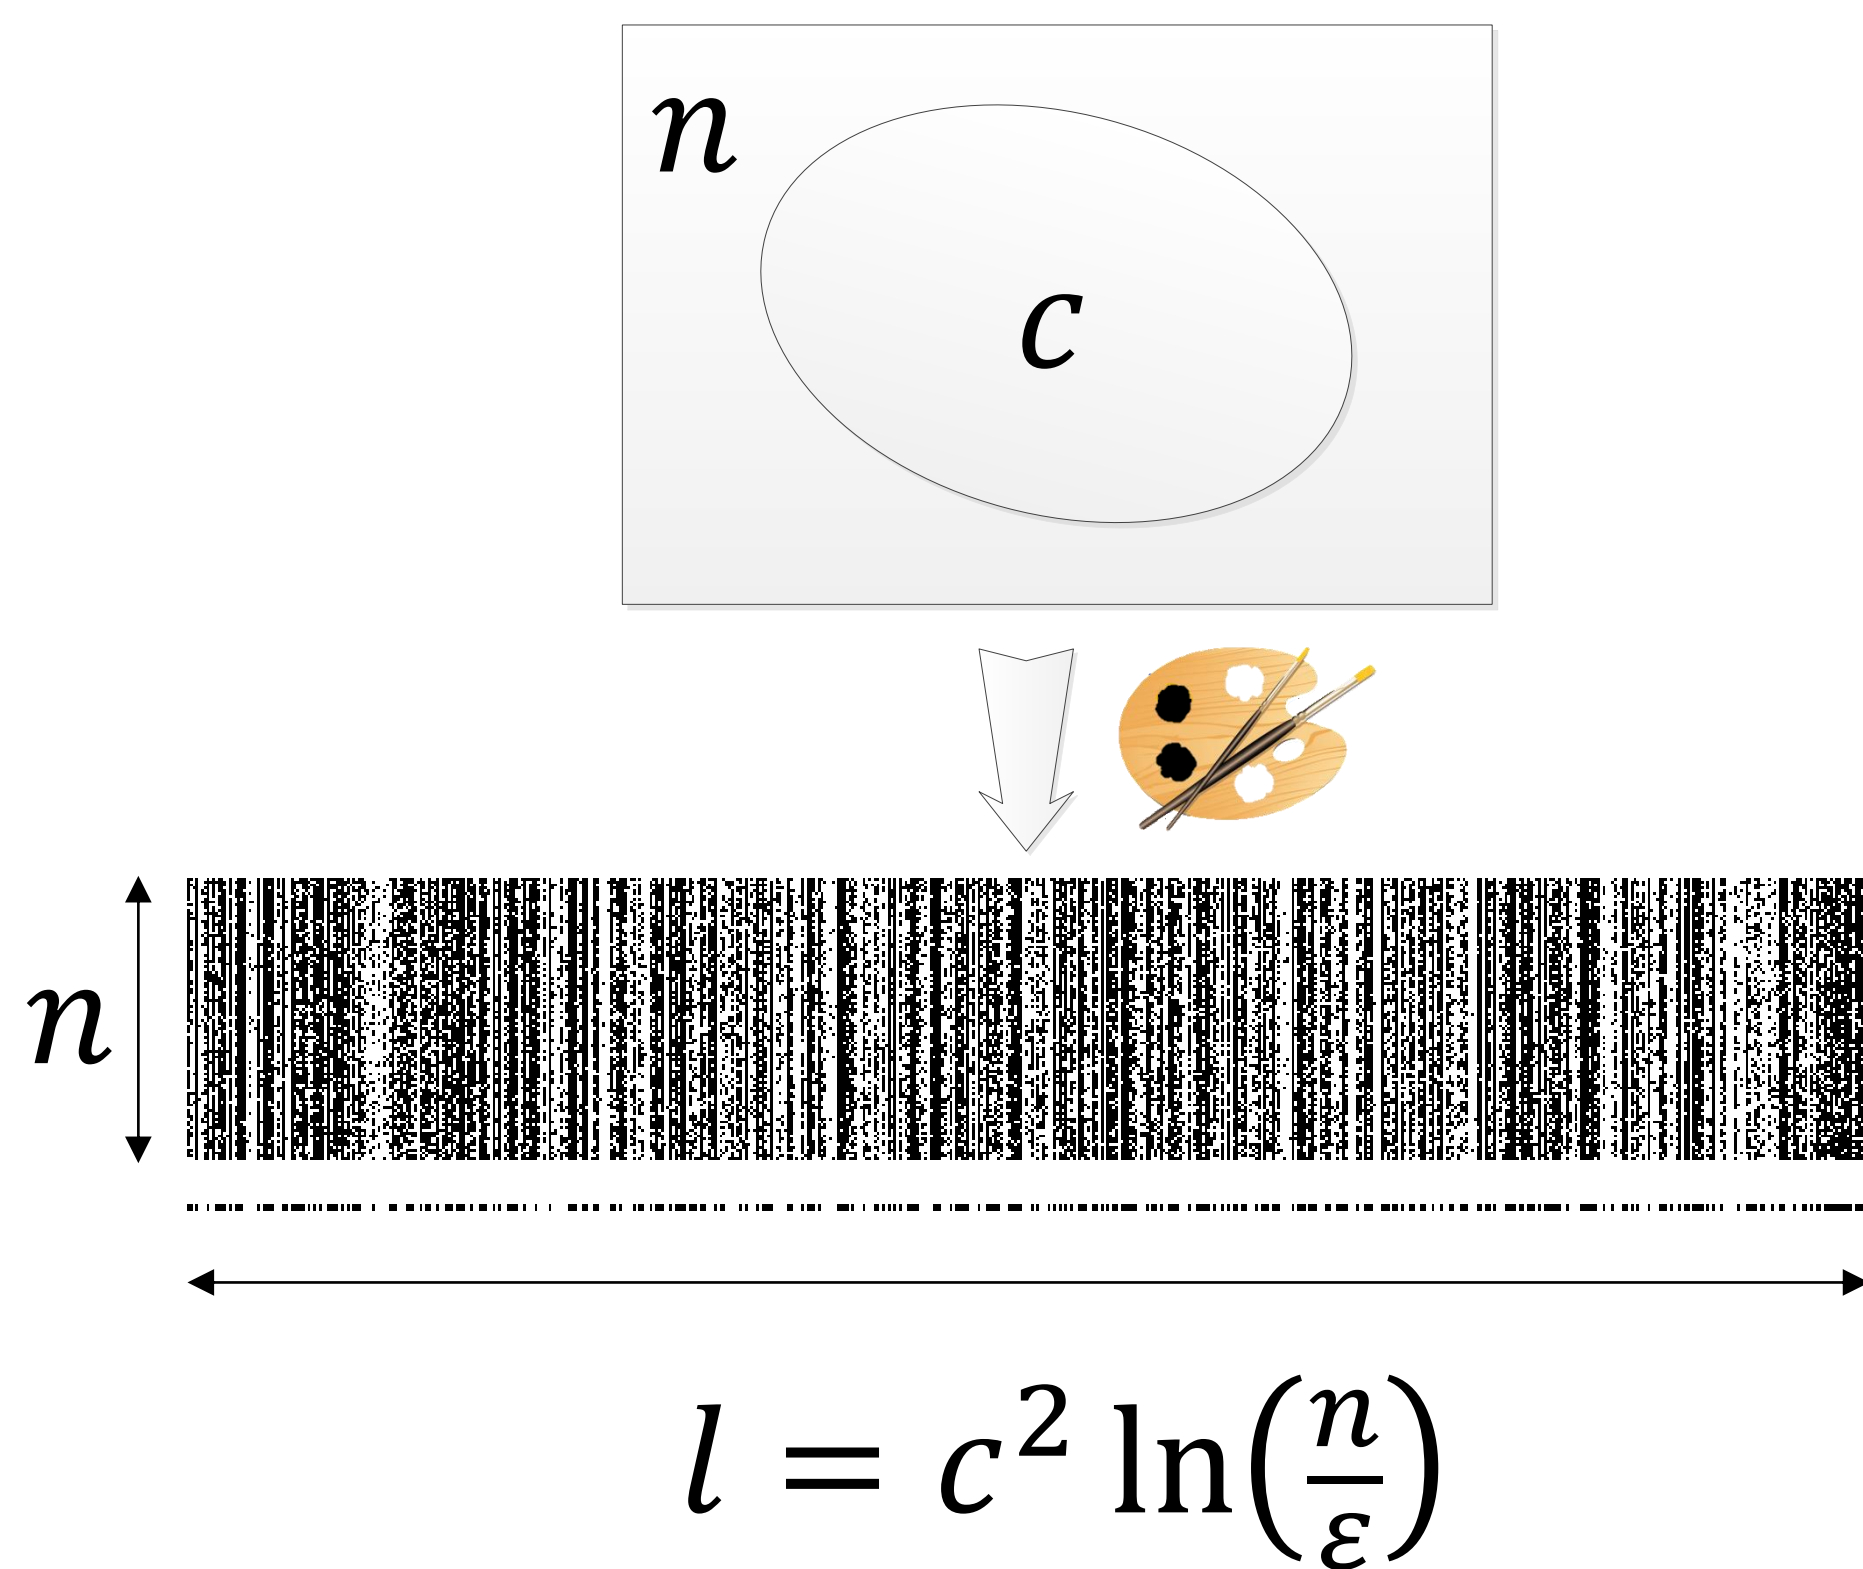 n
c
n
l = c² ln(n/ε)